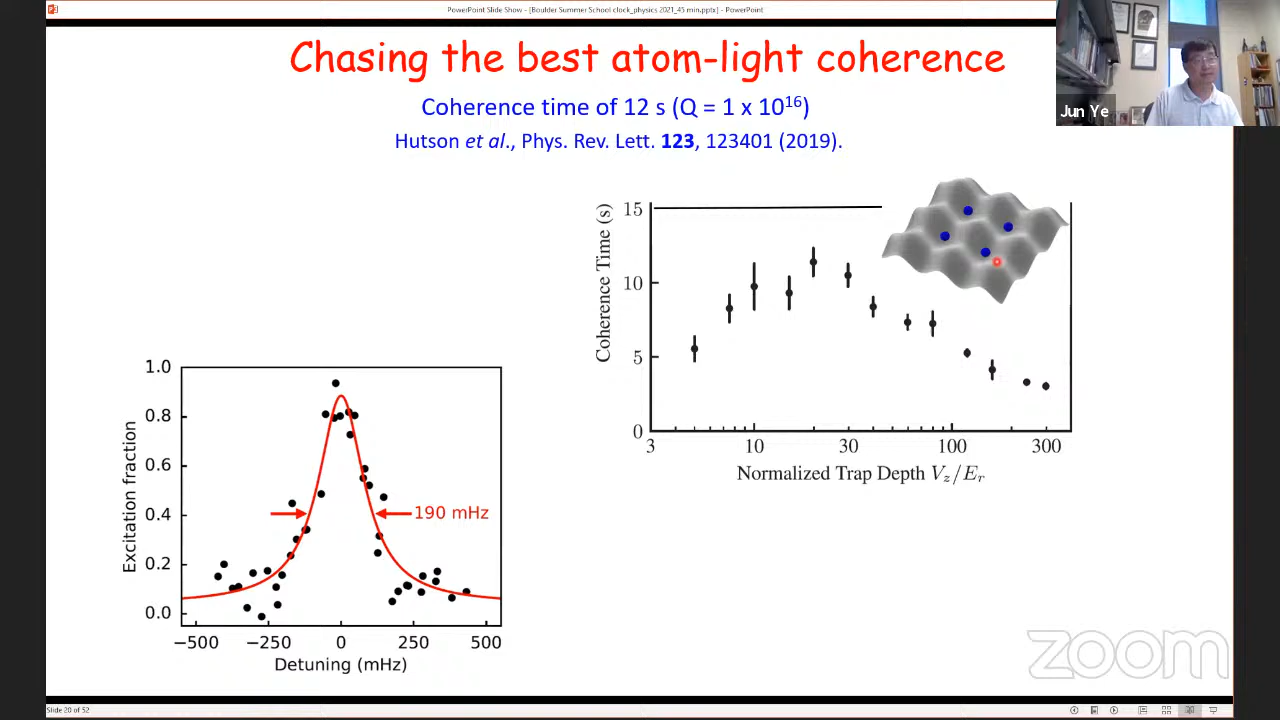 PowerPoint Slide Show - [Boulder Summer School clock_physics 2021_45 min.pptx] - PowerPoint
Chasing the best atom-light coherence
Coherence time of 12 s (Q = 1 x 10¹⁶)
Hutson et al., Phys. Rev. Lett. 123, 123401 (2019).
Jun Ye
Coherence Time (s)
15
10
5
0
3
10
30
100
300
Normalized Trap Depth V_z/E_r
Excitation fraction
1.0
0.8
0.6
0.4
0.2
0.0
190 mHz
−500
−250
0
250
500
Detuning (mHz)
zoom
Slide 20 of 52